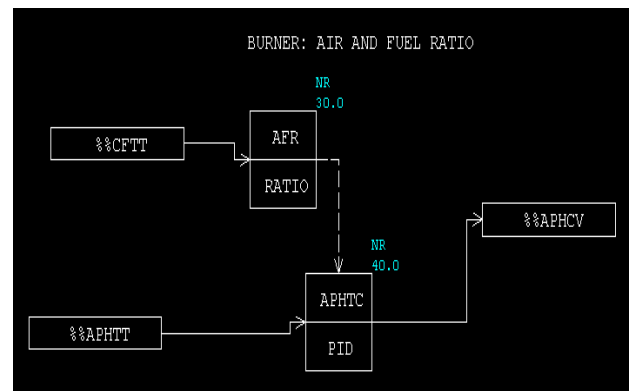 BURNER: AIR AND FUEL RATIO
NR
30.0
%%CFTT
AFR
RATIO
%%APHCV
NR
40.0
APHTC
%%APHTT
PID